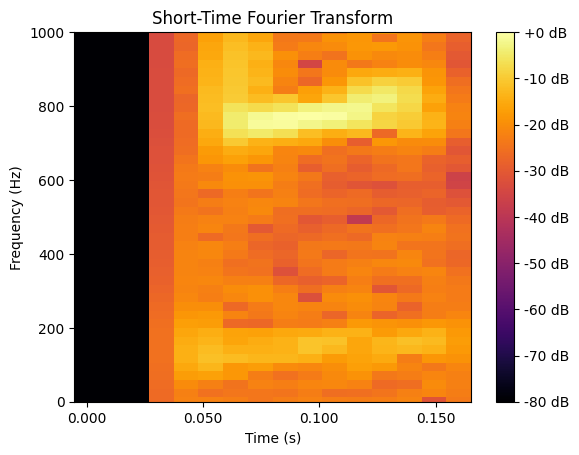 Short-Time Fourier Transform
1000
800
600
400
200
0
Frequency (Hz)
0.000
0.050
0.100
0.150
Time (s)
+0 dB
-10 dB
-20 dB
-30 dB
-40 dB
-50 dB
-60 dB
-70 dB
-80 dB